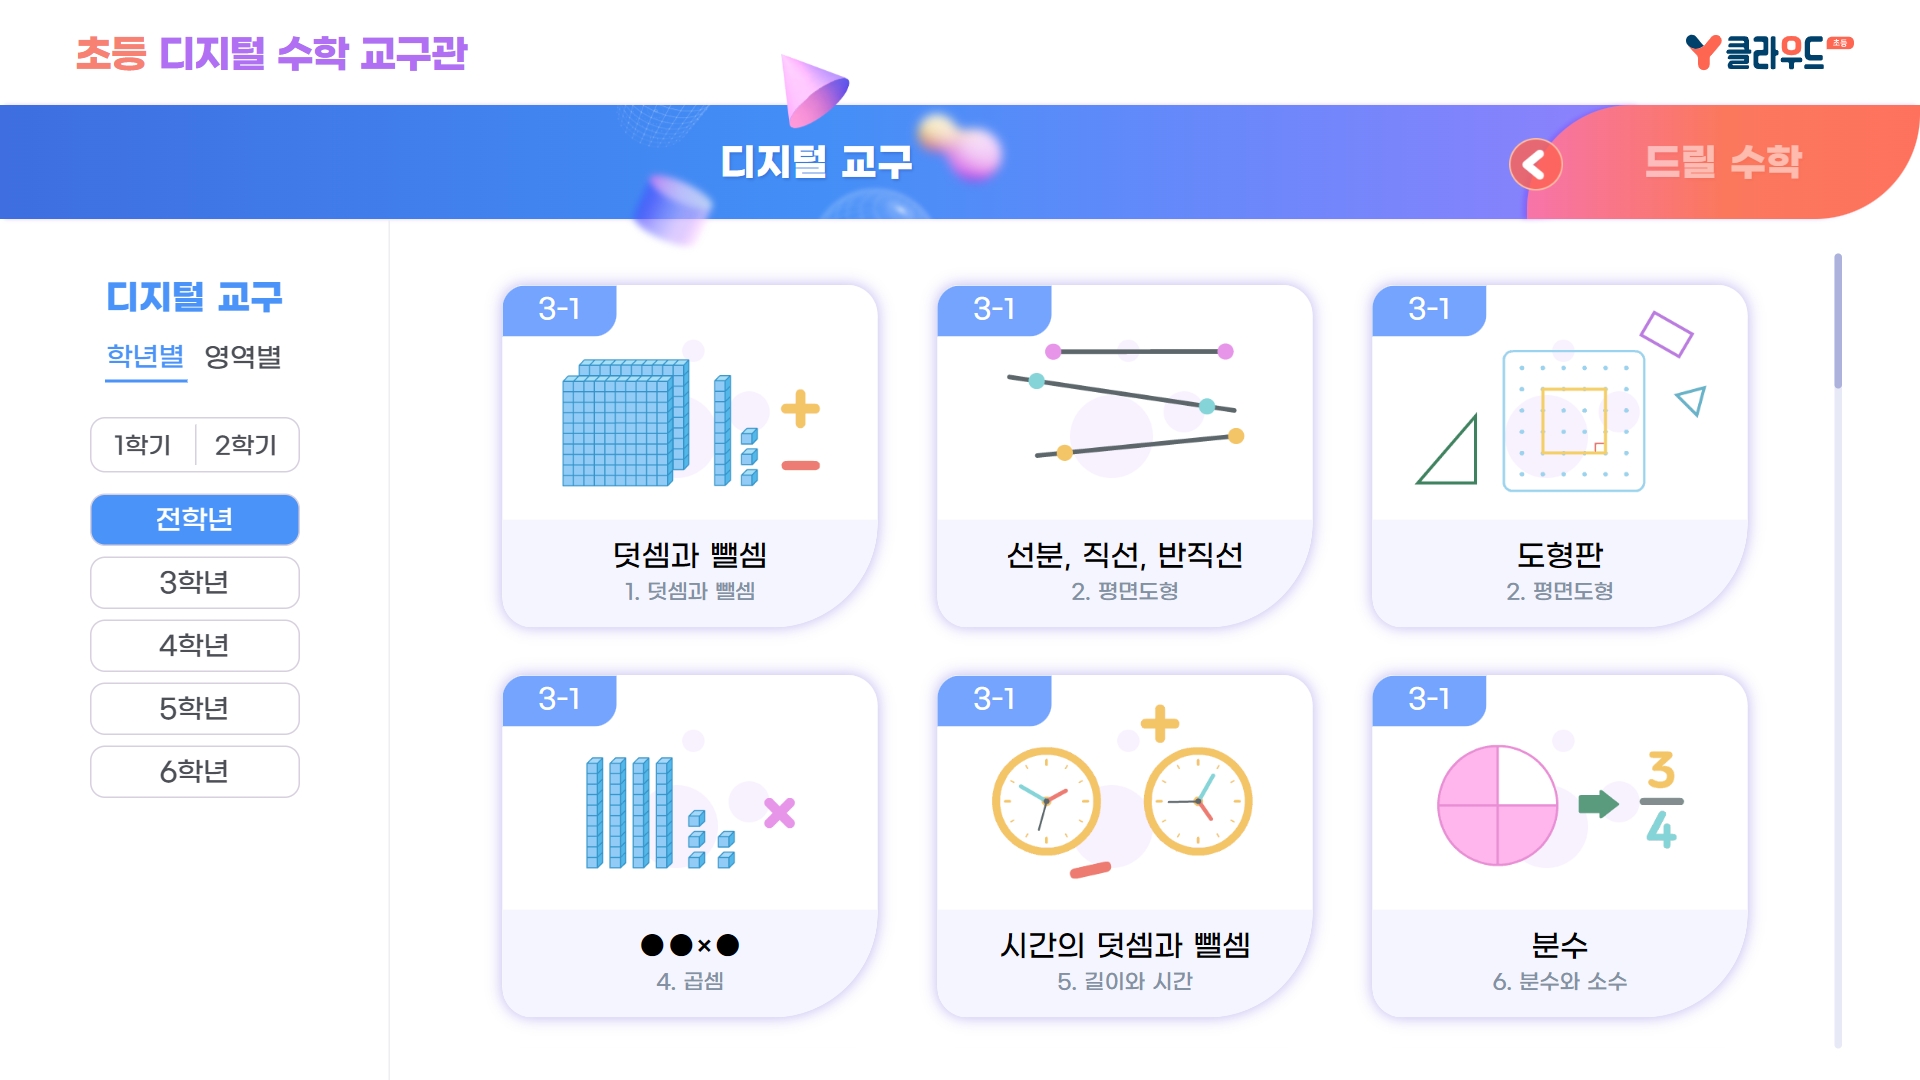 초등 디지털 수학 교구관
클라우드 초등
디지털 교구
드릴 수학
디지털 교구
학년별 영역별
1학기 2학기
전학년
3학년
4학년
5학년
6학년
3-1
덧셈과 뺄셈
1. 덧셈과 뺄셈
3-1
선분, 직선, 반직선
2. 평면도형
3-1
도형판
2. 평면도형
3-1
●●×●
4. 곱셈
3-1
시간의 덧셈과 뺄셈
5. 길이와 시간
3-1
3
4
분수
6. 분수와 소수